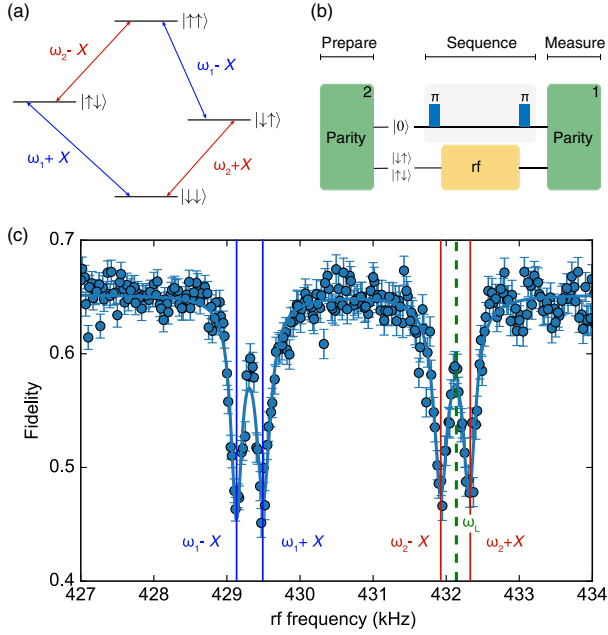 (a)
|↑↑⟩
ω₂- X
ω₁- X
|↑↓⟩
|↓↑⟩
ω₁+ X
ω₂+X
|↓↓⟩
(b)
Prepare
Sequence
Measure
2
1
π
π
Parity
|0⟩
Parity
|↓↑⟩
|↑↓⟩
rf
(c)
0.7
0.6
0.5
0.4
Fidelity
ω₁- X
ω₁+ X
ω₂- X
ω_L
ω₂+X
427
428
429
430
431
432
433
434
rf frequency (kHz)